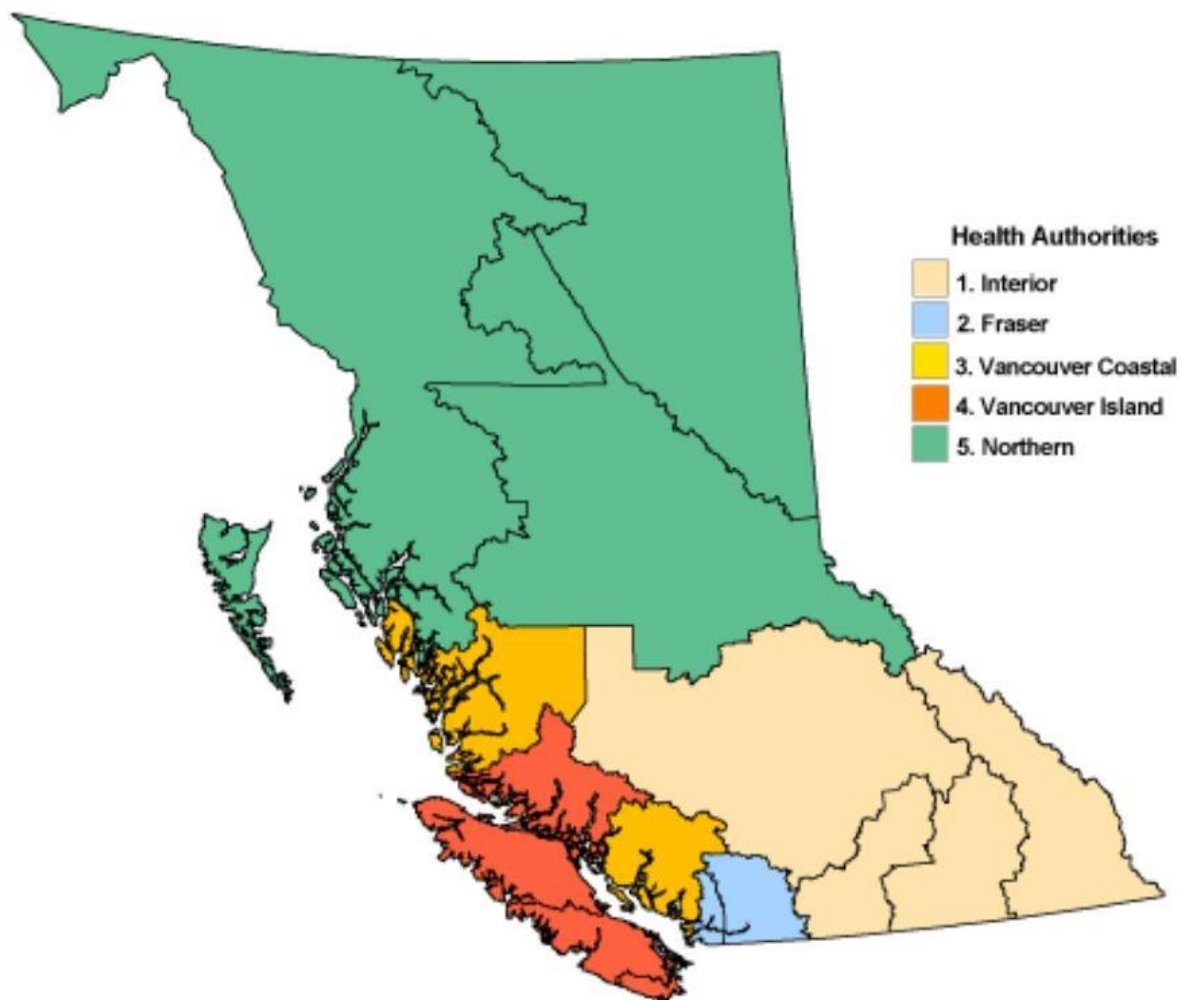 Health Authorities
1. Interior
2. Fraser
3. Vancouver Coastal
4. Vancouver Island
5. Northern